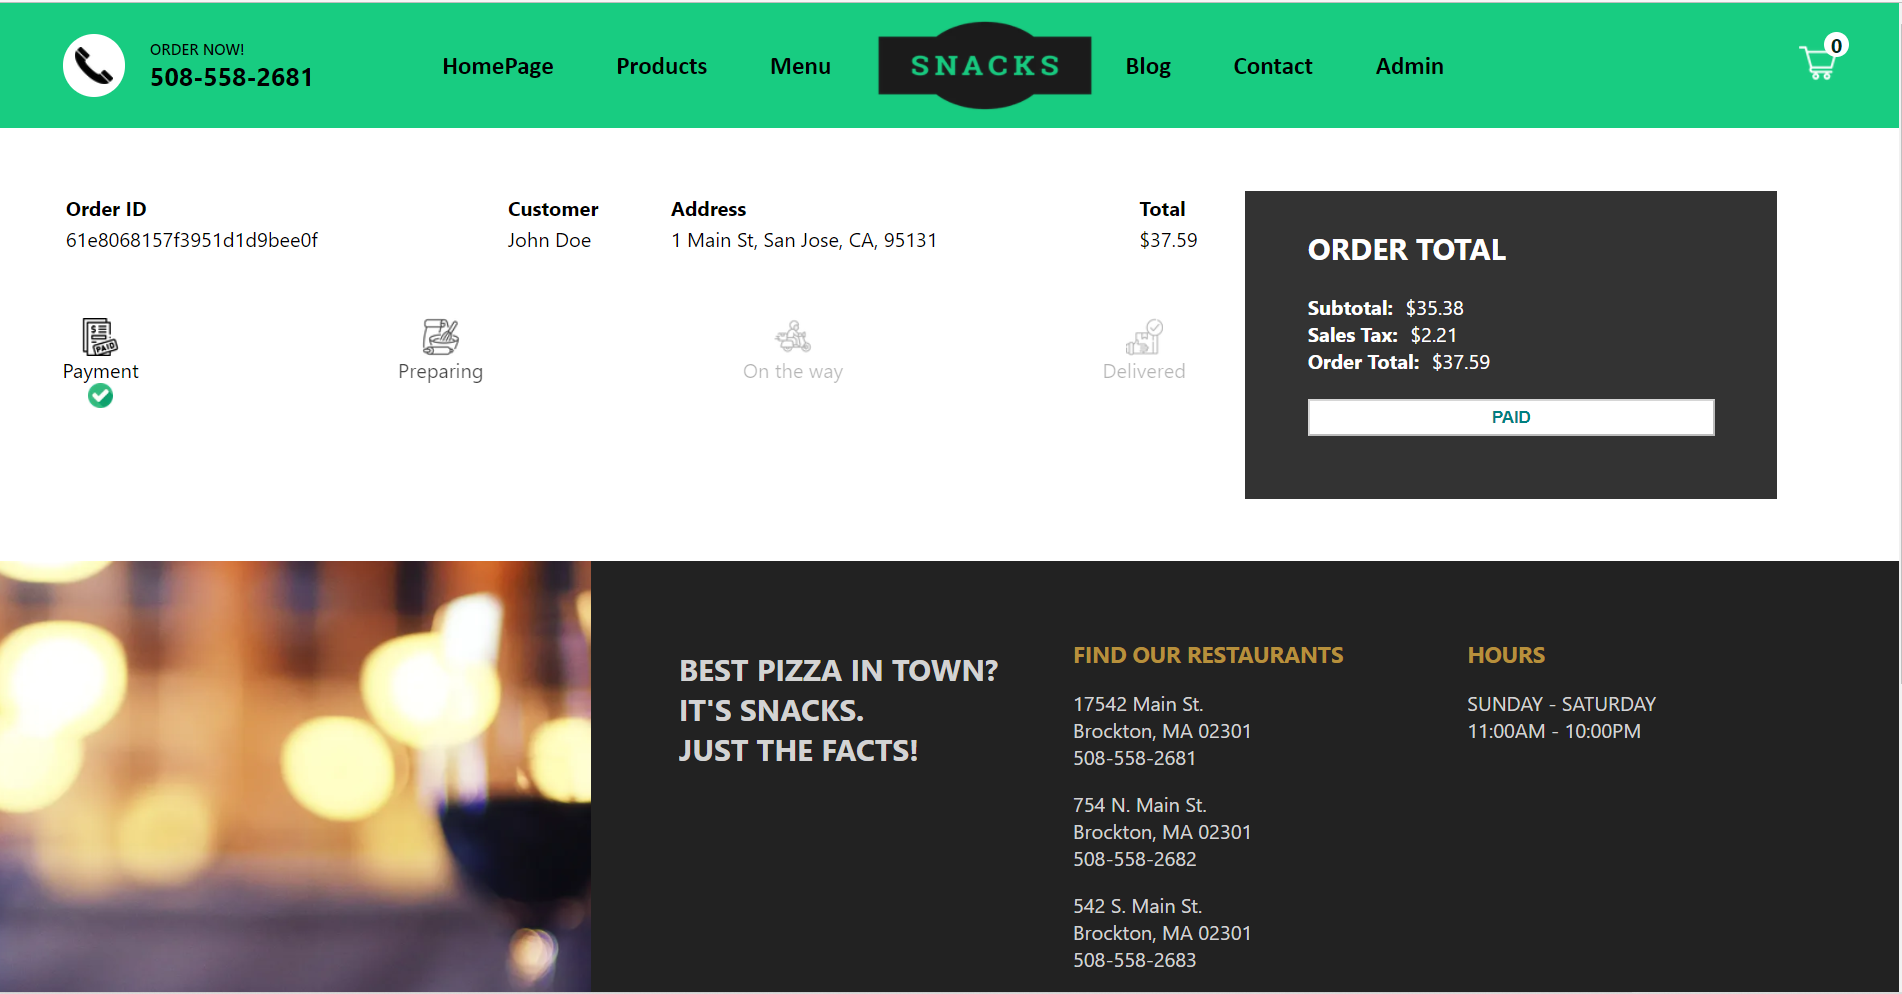 ORDER NOW!
508-558-2681
HomePage
Products
Menu
SNACKS
Blog
Contact
Admin
0
Order ID
61e8068157f3951d1d9bee0f
Customer
John Doe
Address
1 Main St, San Jose, CA, 95131
Total
$37.59
PAID
Payment
Preparing
On the way
Delivered
ORDER TOTAL
Subtotal: $35.38
Sales Tax: $2.21
Order Total: $37.59
PAID
BEST PIZZA IN TOWN?
IT'S SNACKS.
JUST THE FACTS!
FIND OUR RESTAURANTS
17542 Main St.
Brockton, MA 02301
508-558-2681
754 N. Main St.
Brockton, MA 02301
508-558-2682
542 S. Main St.
Brockton, MA 02301
508-558-2683
HOURS
SUNDAY - SATURDAY
11:00AM - 10:00PM